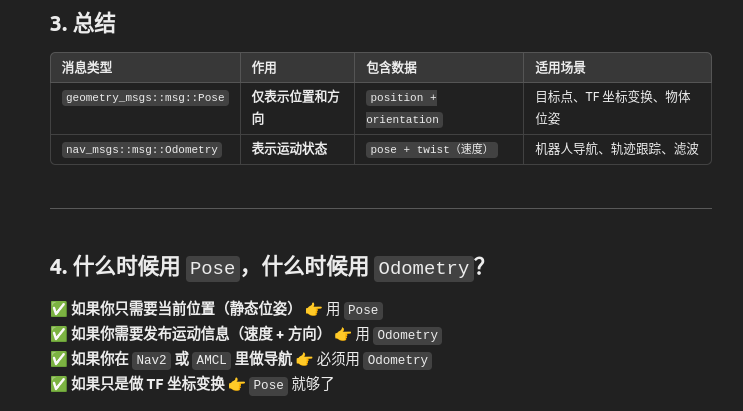 3. 总结
消息类型 作用 包含数据 适用场景
geometry_msgs::msg::Pose 仅表示位置和方向 position + orientation 目标点、TF 坐标变换、物体位姿
nav_msgs::msg::Odometry 表示运动状态 pose + twist（速度） 机器人导航、轨迹跟踪、滤波
4. 什么时候用 Pose，什么时候用 Odometry？
✅ 如果你只需要当前位置（静态位姿） 👉 用 Pose
✅ 如果你需要发布运动信息（速度 + 方向） 👉 用 Odometry
✅ 如果你在 Nav2 或 AMCL 里做导航 👉 必须用 Odometry
✅ 如果只是做 TF 坐标变换 👉 Pose 就够了